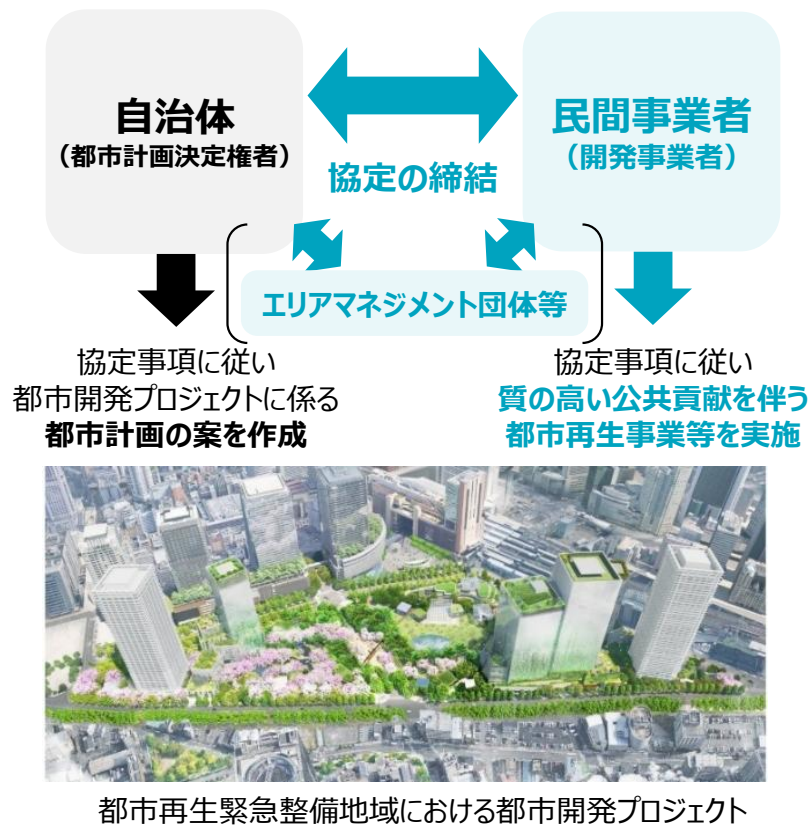 自治体
（都市計画決定権者）
民間事業者
（開発事業者）
協定の締結
エリアマネジメント団体等
協定事項に従い
都市開発プロジェクトに係る
都市計画の案を作成
協定事項に従い
質の高い公共貢献を伴う
都市再生事業等を実施
都市再生緊急整備地域における都市開発プロジェクト